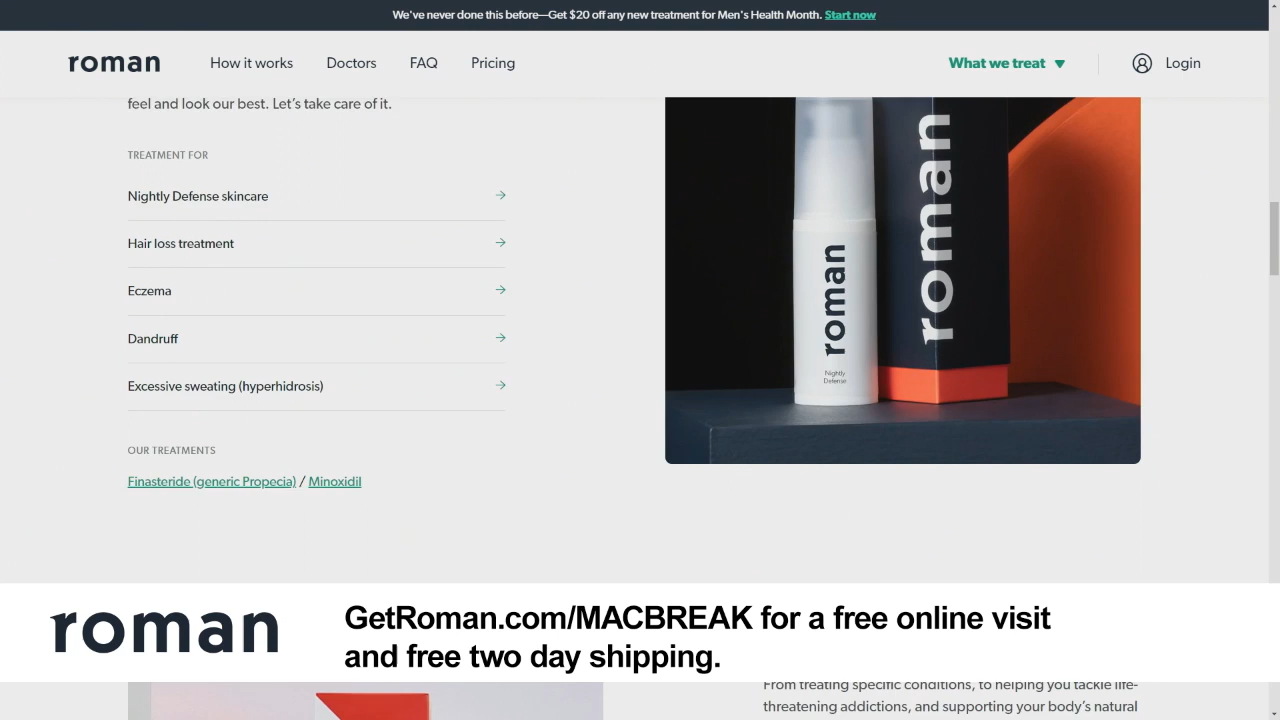 We've never done this before—Get $20 off any new treatment for Men's Health Month. Start now
roman
How it works
Doctors
FAQ
Pricing
What we treat
Login
feel and look our best. Let's take care of it.
TREATMENT FOR
Nightly Defense skincare
Hair loss treatment
Eczema
Dandruff
Excessive sweating (hyperhidrosis)
OUR TREATMENTS
Finasteride (generic Propecia) / Minoxidil
roman
Nightly
Defense
roman
roman
GetRoman.com/MACBREAK for a free online visit
and free two day shipping.
From treating specific conditions, to helping you tackle life-
threatening addictions, and supporting your body's natural